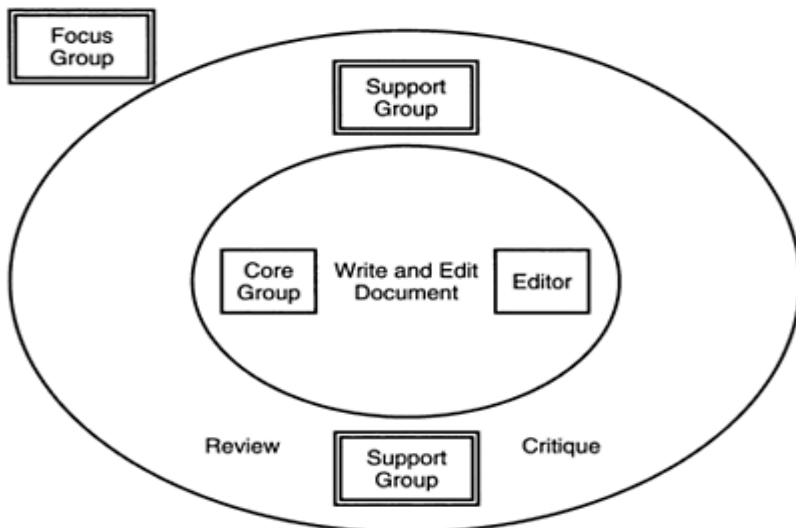 Focus
Group
Support
Group
Core
Group
Write and Edit
Document
Editor
Review
Support
Group
Critique